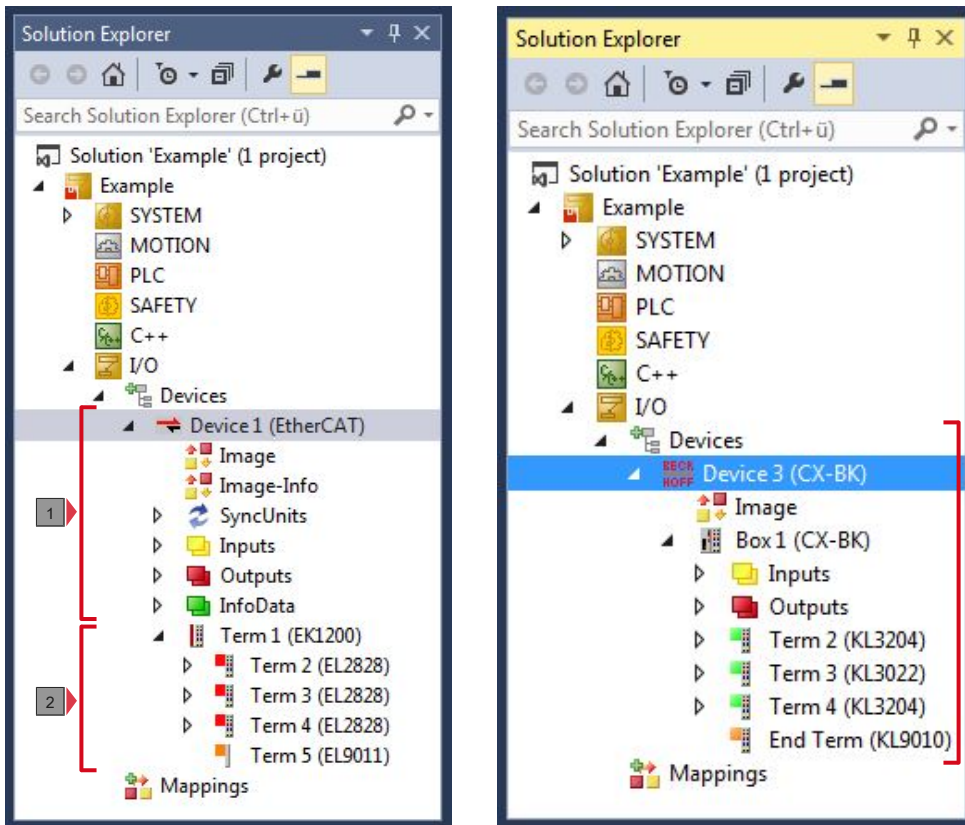 Solution Explorer
Search Solution Explorer (Ctrl+ü)
Solution 'Example' (1 project)
Example
SYSTEM
MOTION
PLC
SAFETY
C++
I/O
Devices
Device 1 (EtherCAT)
Image
Image-Info
1
SyncUnits
Inputs
Outputs
InfoData
Term 1 (EK1200)
Term 2 (EL2828)
2
Term 3 (EL2828)
Term 4 (EL2828)
Term 5 (EL9011)
Mappings
Solution Explorer
Search Solution Explorer (Ctrl+ü)
Solution 'Example' (1 project)
Example
SYSTEM
MOTION
PLC
SAFETY
C++
I/O
Devices
BECK
HOFF
Device 3 (CX-BK)
Image
Box 1 (CX-BK)
Inputs
Outputs
Term 2 (KL3204)
Term 3 (KL3022)
Term 4 (KL3204)
End Term (KL9010)
Mappings